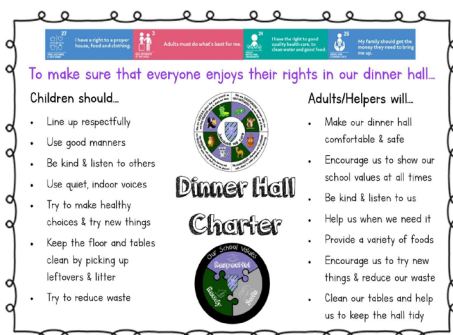 27
I have a right to a proper
house, food and clothing.
3
Adults must do what's best for me.
24
I have the right to good
quality health care, to
clean water and good food.
26
My family should get the
money they need to bring
me up.
To make sure that everyone enjoys their rights in our dinner hall...
Children should...
• Line up respectfully
• Use good manners
• Be kind & listen to others
• Use quiet, indoor voices
• Try to make healthy
choices & try new things
• Keep the floor and tables
clean by picking up
leftovers & litter
• Try to reduce waste
Dinner Hall
Charter
Our School Values
Respectful
Ready
Safe
Adults/Helpers will...
• Make our dinner hall
comfortable & safe
• Encourage us to show our
school values at all times
• Be kind & listen to us
• Help us when we need it
• Provide a variety of foods
• Encourage us to try new
things & reduce our waste
• Clean our tables and help
us to keep the hall tidy